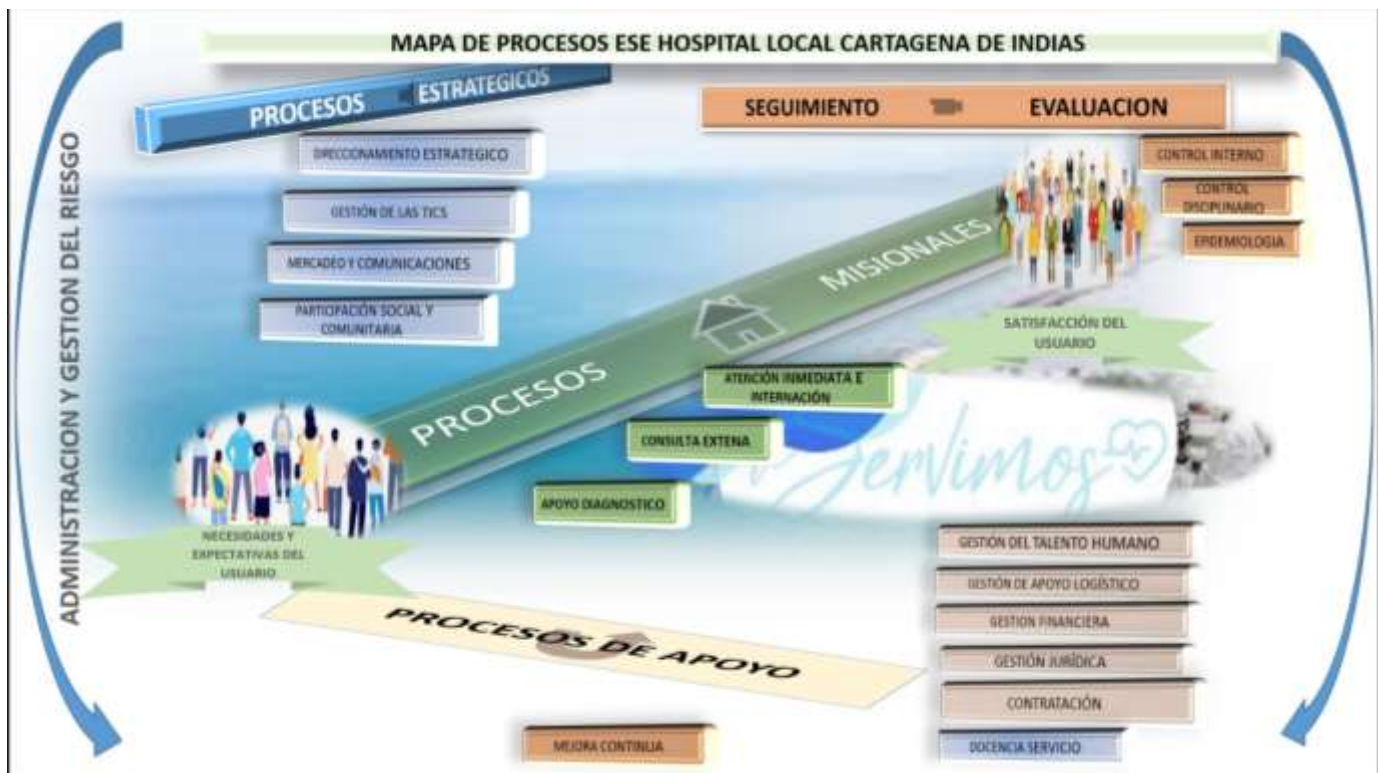 MAPA DE PROCESOS ESE HOSPITAL LOCAL CARTAGENA DE INDIAS
PROCESOS ESTRATEGICOS
SEGUIMIENTO EVALUACION
DIRECCIONAMIENTO ESTRATEGICO
GESTIÓN DE LAS TICS
MERCADEO Y COMUNICACIONES
PARTICIPACIÓN SOCIAL Y
COMUNITARIA
CONTROL INTERNO
CONTROL
DISCIPLINARIO
EPIDEMIOLOGIA
ADMINISTRACION Y GESTION DEL RIESGO
PROCESOS MISIONALES
SATISFACCIÓN DEL
USUARIO
ATENCIÓN INMEDIATA E
INTERNACIÓN
CONSULTA EXTENA
APOYO DIAGNOSTICO
Servimos
NECESIDADES Y
EXPECTATIVAS DEL
USUARIO
PROCESOS DE APOYO
GESTIÓN DEL TALENTO HUMANO
GESTIÓN DE APOYO LOGÍSTICO
GESTION FINANCIERA
GESTIÓN JURÍDICA
CONTRATACIÓN
MEJORA CONTINUA
DOCENCIA SERVICIO